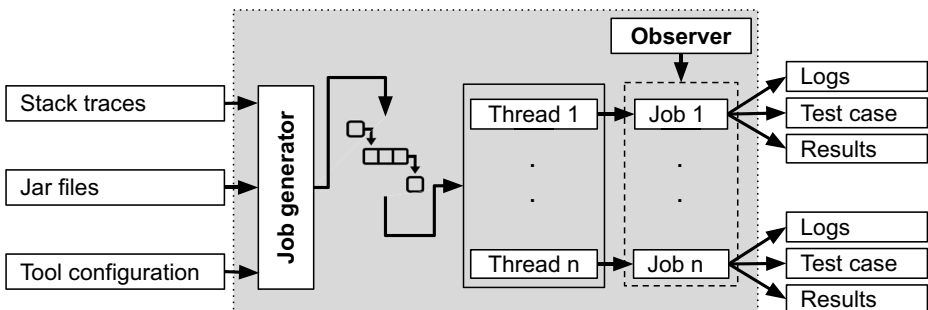 Observer
Stack traces
Jar files
Tool configuration
Job generator
Thread 1
.
.
Thread n
Job 1
.
.
Job n
Logs
Test case
Results
Logs
Test case
Results